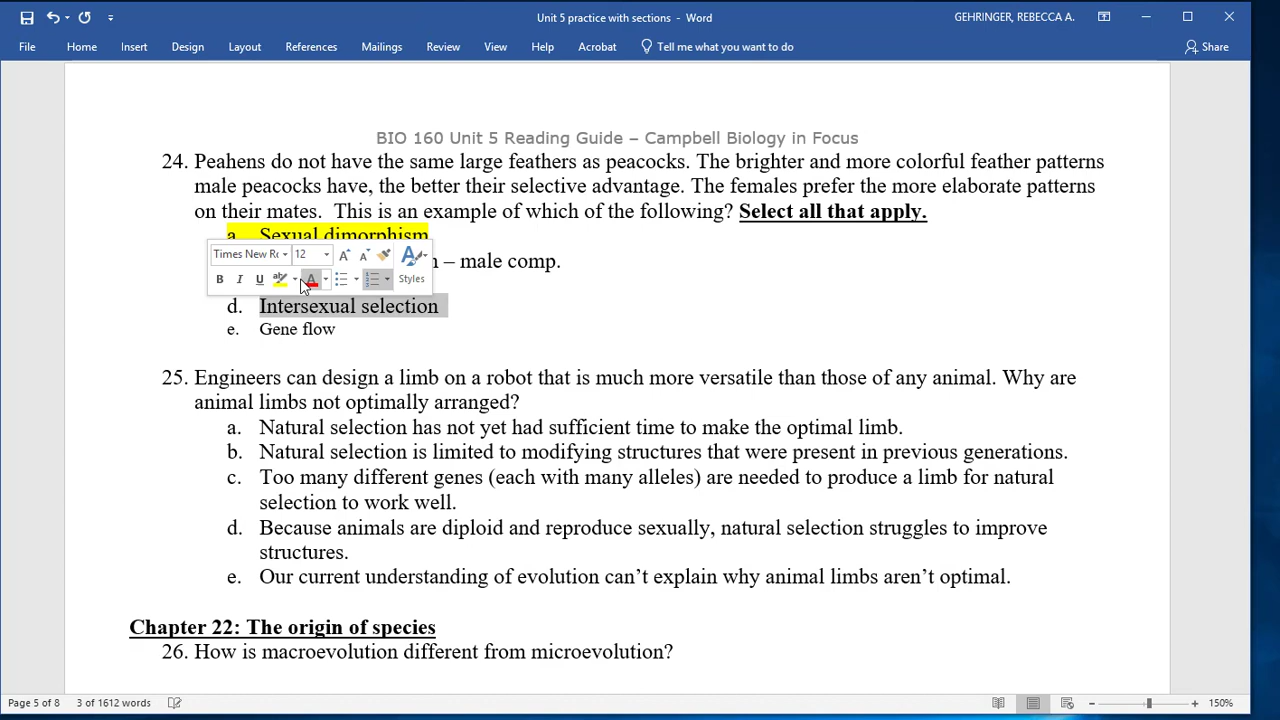 Unit 5 practice with sections - Word
GEHRINGER, REBECCA A.
File Home Insert Design Layout References Mailings Review View Help Acrobat Tell me what you want to do Share
BIO 160 Unit 5 Reading Guide – Campbell Biology in Focus
24. Peahens do not have the same large feathers as peacocks. The brighter and more colorful feather patterns
male peacocks have, the better their selective advantage. The females prefer the more elaborate patterns
on their mates. This is an example of which of the following? Select all that apply.
a. Sexual dimorphism
– male comp.
Times New Ro 12
B I U ab A Styles
d. Intersexual selection
e. Gene flow
25. Engineers can design a limb on a robot that is much more versatile than those of any animal. Why are
animal limbs not optimally arranged?
a. Natural selection has not yet had sufficient time to make the optimal limb.
b. Natural selection is limited to modifying structures that were present in previous generations.
c. Too many different genes (each with many alleles) are needed to produce a limb for natural
selection to work well.
d. Because animals are diploid and reproduce sexually, natural selection struggles to improve
structures.
e. Our current understanding of evolution can’t explain why animal limbs aren’t optimal.
Chapter 22: The origin of species
26. How is macroevolution different from microevolution?
Page 5 of 8 3 of 1612 words 150%